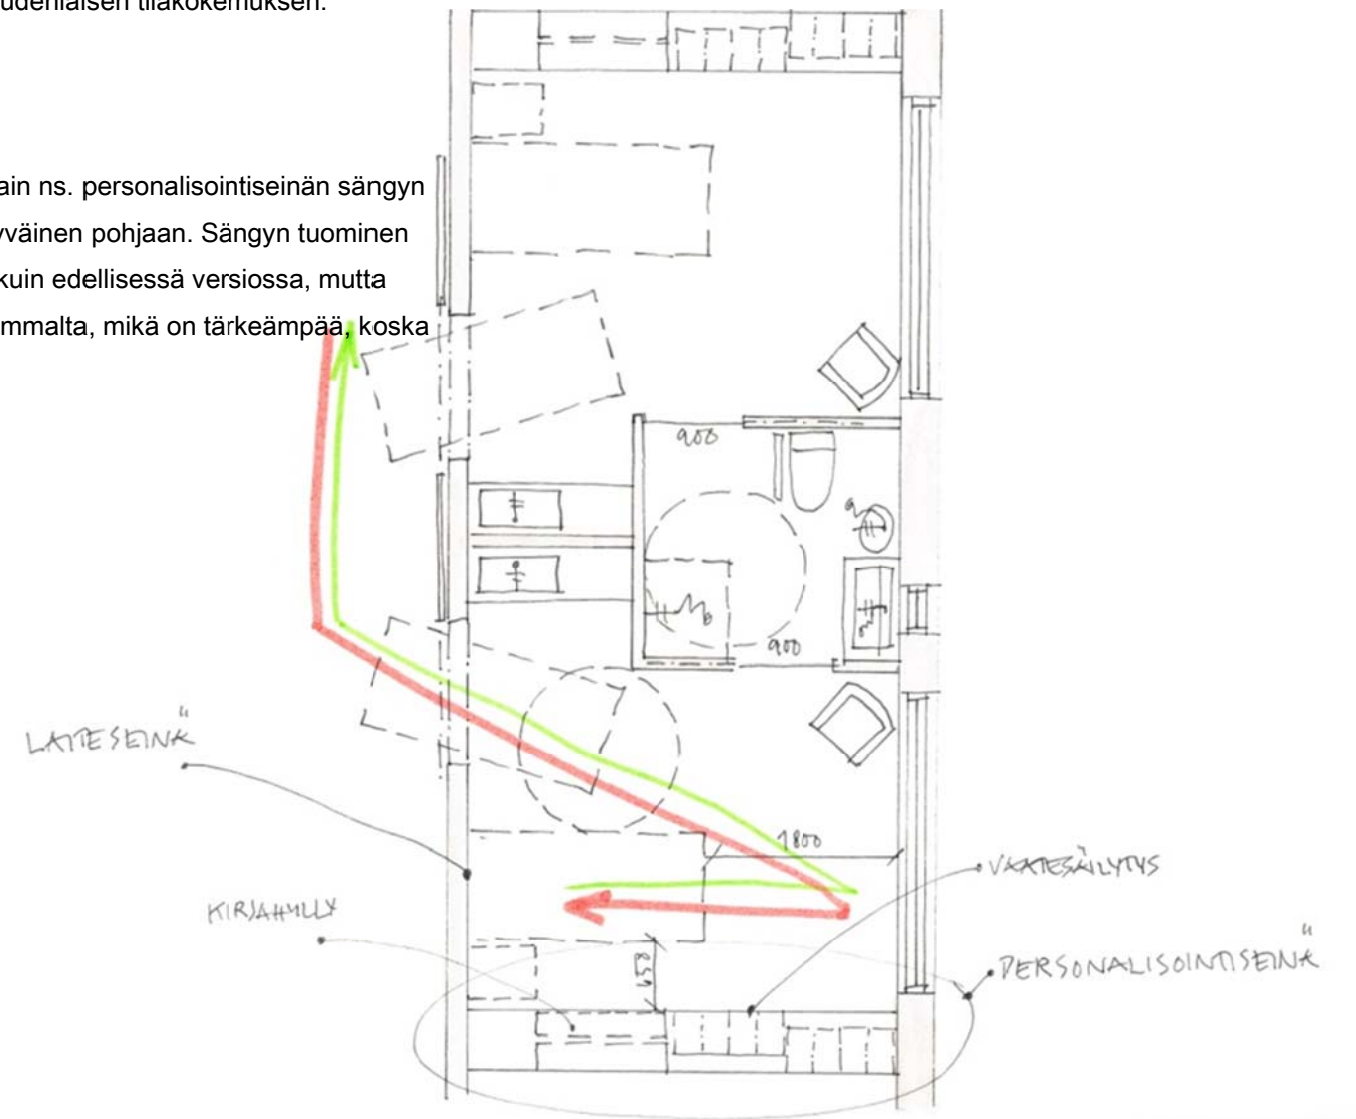 udenlaisen tilakokemuksen.
ain ns. personalisointiseinän sängyn
yväinen pohjaan. Sängyn tuominen
kuin edellisessä versiossa, mutta
mmalta, mikä on tärkeämpää, koska
900
900
LAITESEINÄ
1800
VAATESÄILYTYS
KIRJAHYLLY
PERSONALISOINTISEINÄ